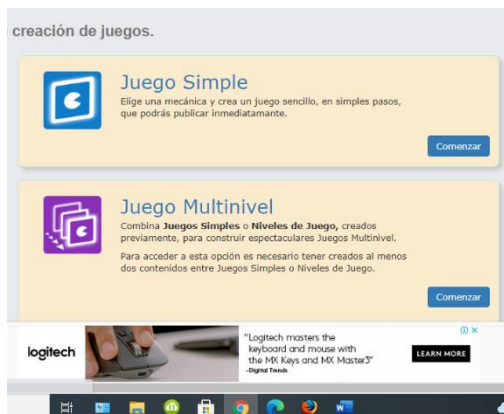 creación de juegos.
Juego Simple
Elige una mecánica y crea un juego sencillo, en simples pasos,
que podrás publicar inmediatamante.
Comenzar
Juego Multinivel
Combina Juegos Simples o Niveles de Juego, creados
previamente, para construir espectaculares Juegos Multinivel.
Para acceder a esta opción es necesario tener creados al menos
dos contenidos entre Juegos Simples o Niveles de Juego.
Comenzar
logitech
"Logitech masters the
keyboard and mouse with
the MX Keys and MX Master3"
-Digital Trends
LEARN MORE